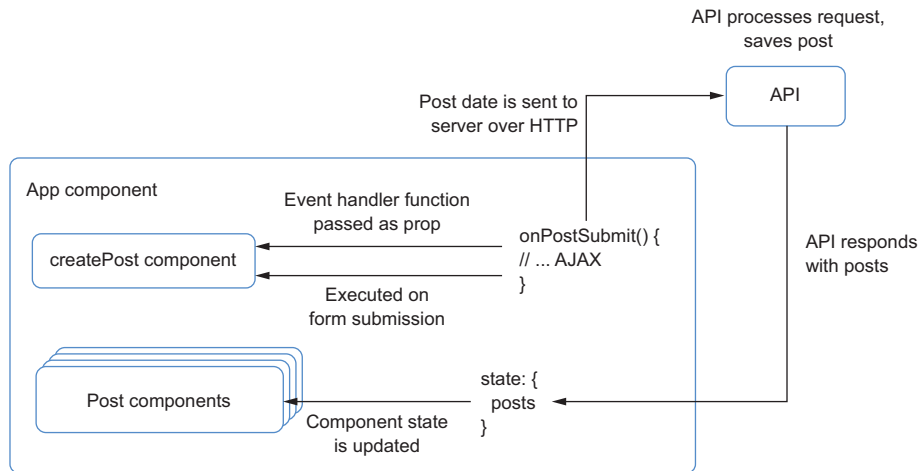 API processes request,
saves post
API
Post date is sent to
server over HTTP
App component
Event handler function
passed as prop
onPostSubmit() {
// ... AJAX
}
createPost component
API responds
with posts
Executed on
form submission
state: {
posts
}
Post components
Component state
is updated